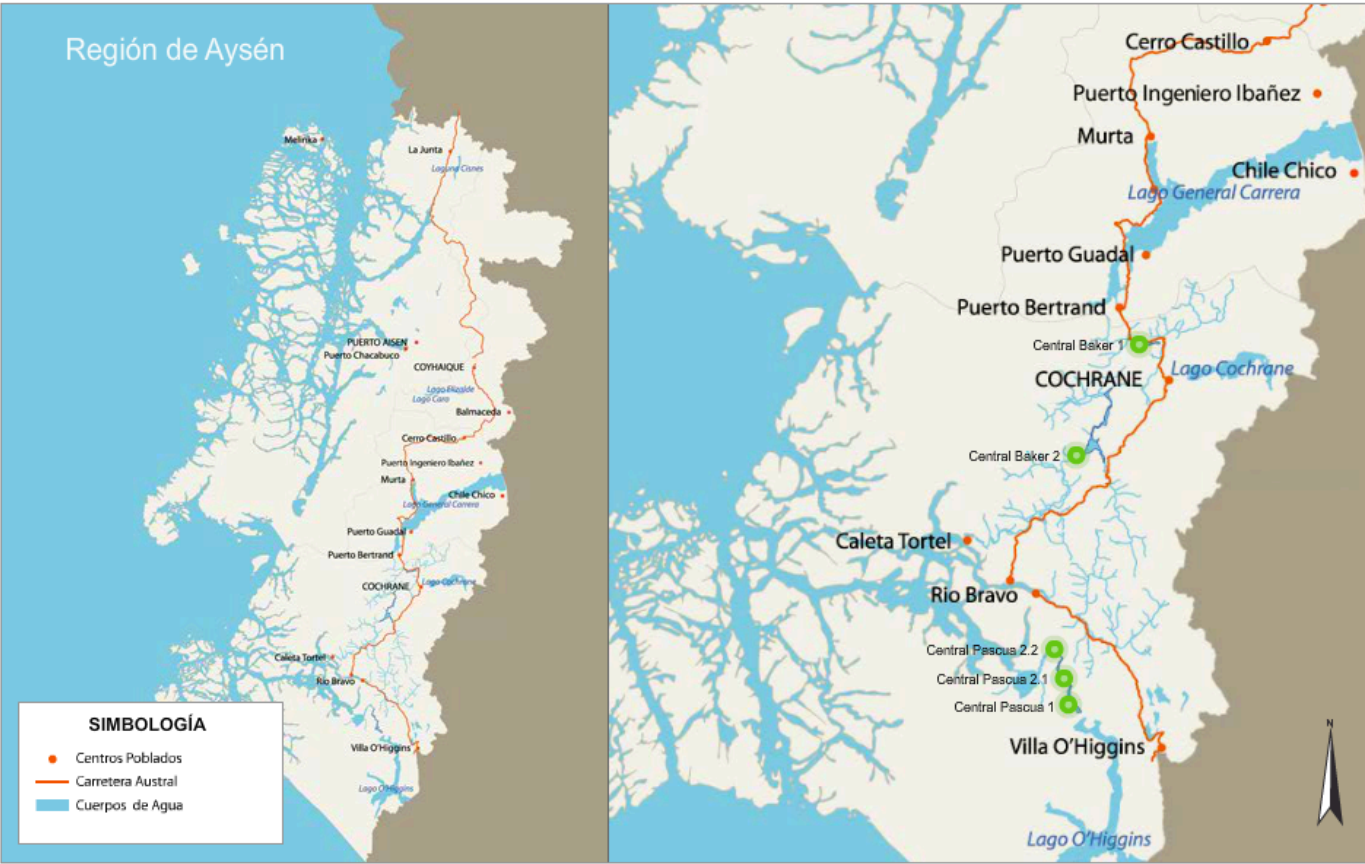 Región de Aysén
Melinka
La Junta
Laguna Cisnes
PUERTO AISEN
Puerto Chacabuco
COYHAIQUE
Lago Elizalde
Lago Caro
Balmaceda
Cerro Castillo
Puerto Ingeniero Ibañez
Murta
Chile Chico
Lago General Carrera
Puerto Guadal
Puerto Bertrand
COCHRANE
Lago Cochrane
Caleta Tortel
Rio Bravo
Villa O'Higgins
Lago O'Higgins
SIMBOLOGÍA
Centros Poblados
Carretera Austral
Cuerpos de Agua
Cerro Castillo
Puerto Ingeniero Ibañez
Murta
Chile Chico
Lago General Carrera
Puerto Guadal
Puerto Bertrand
Central Baker 1
Lago Cochrane
COCHRANE
Central Baker 2
Caleta Tortel
Rio Bravo
Central Pascua 2.2
Central Pascua 2.1
Central Pascua 1
N
Villa O'Higgins
Lago O'Higgins